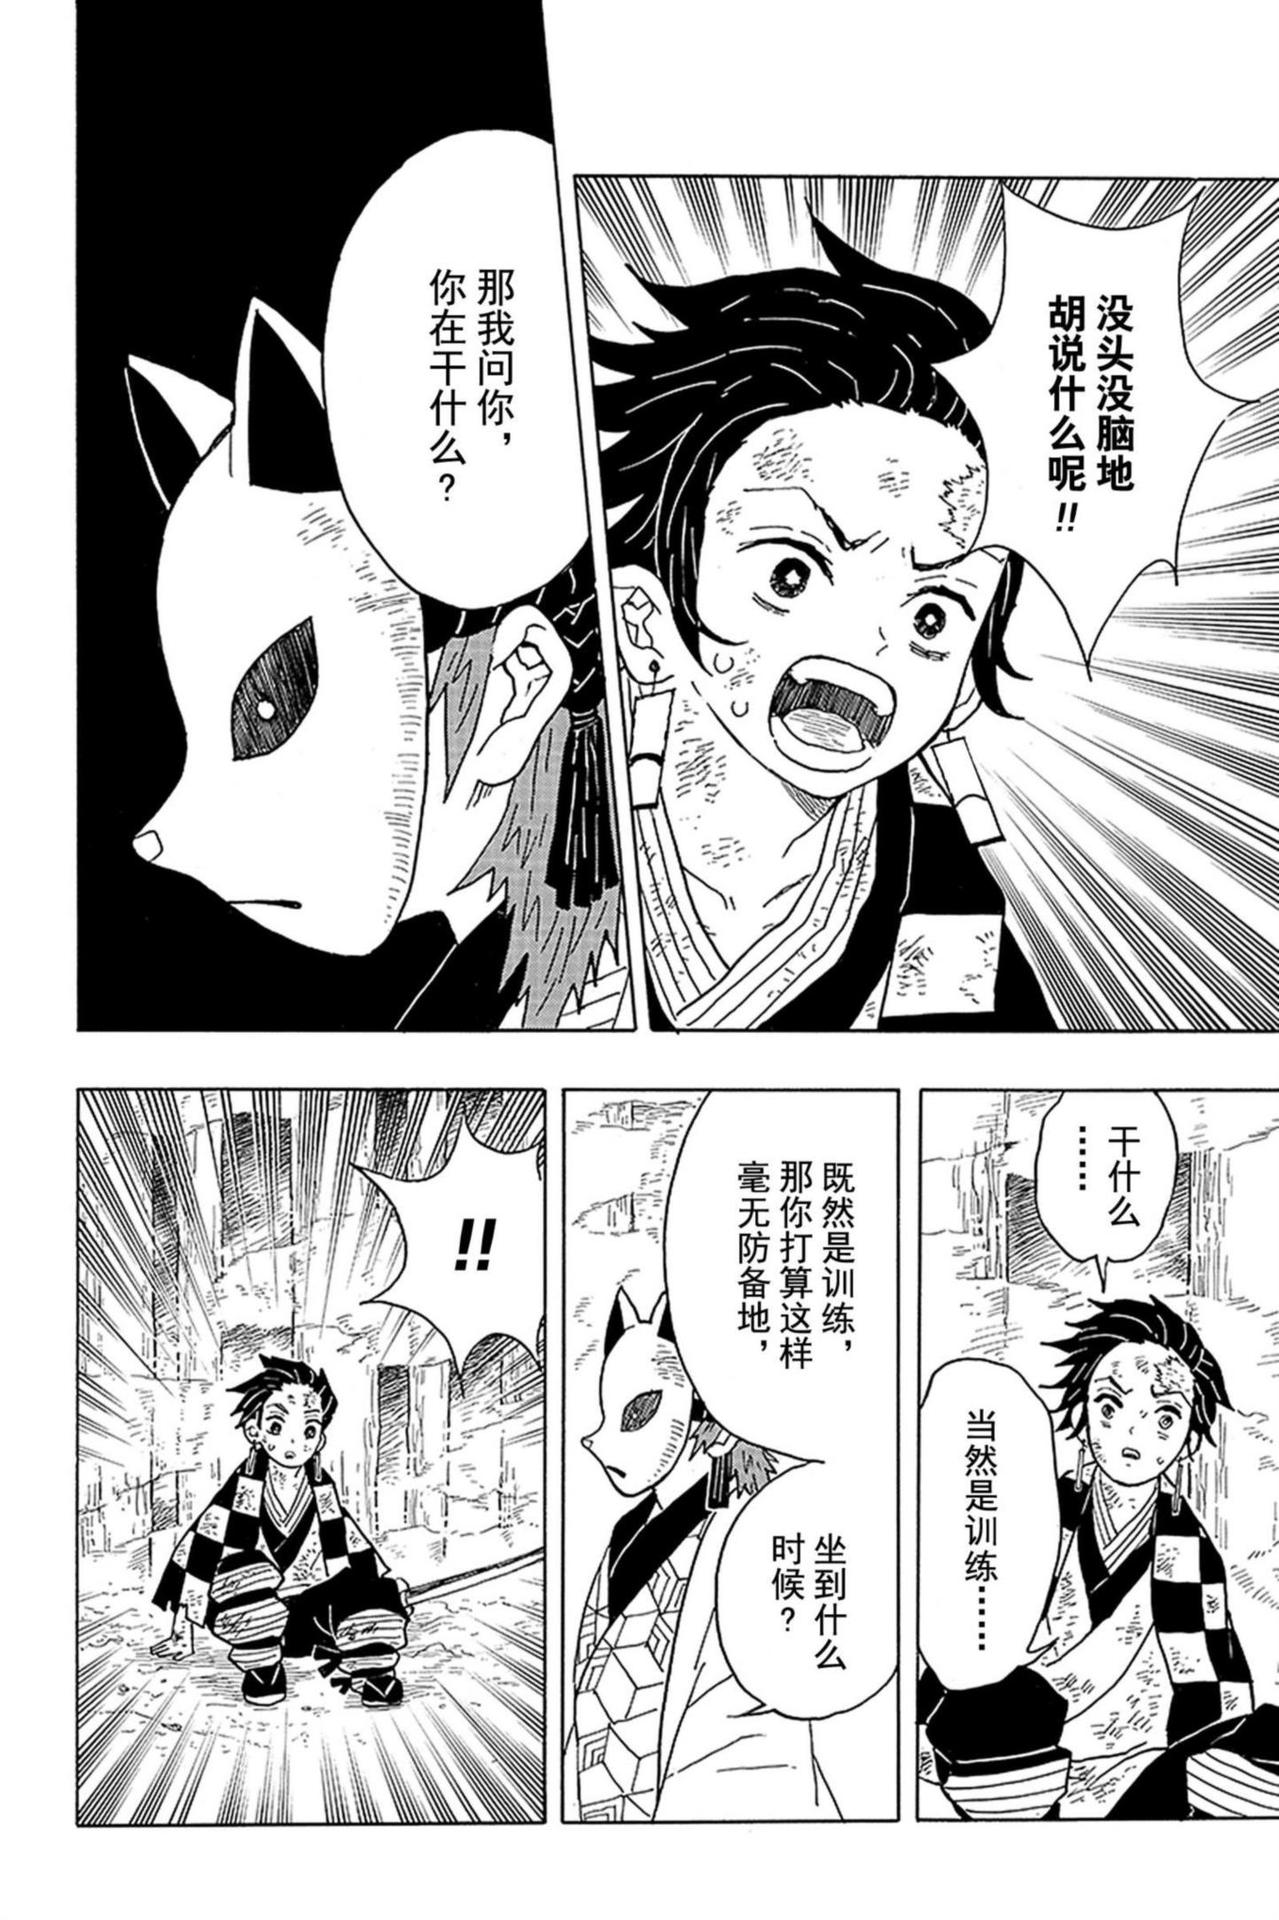 没头没脑地
胡说什么呢!!
那我问你，
你在干什么？
干什么
……
当然是训练……
既然是训练，
那你打算这样
毫无防备地，
坐到什么
时候？
!!